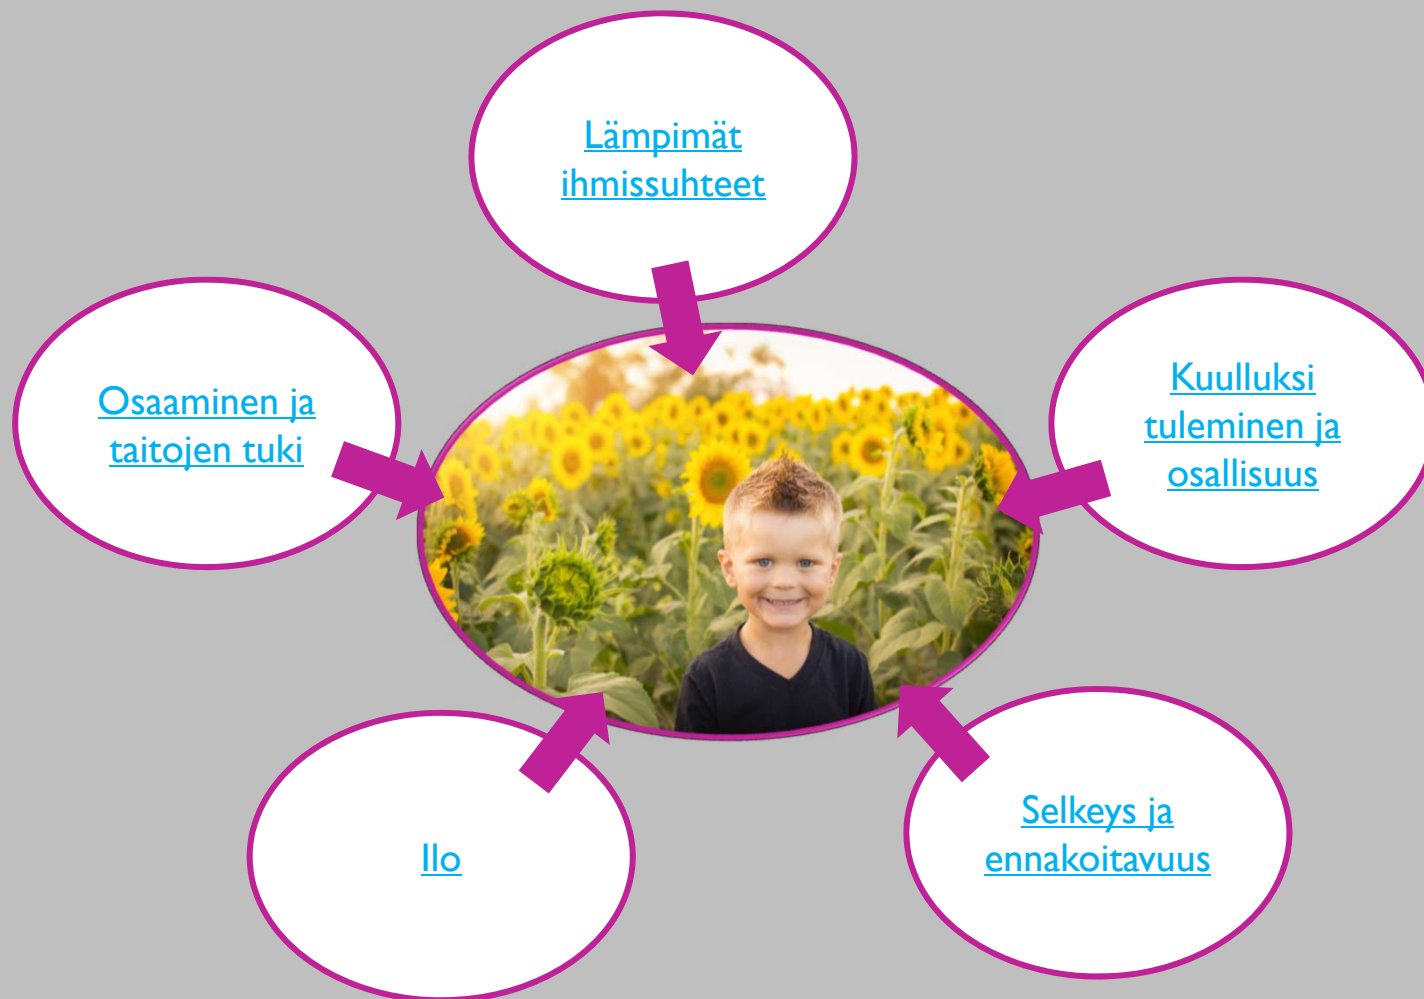 Lämpimät
ihmissuhteet
Osaaminen ja
taitojen tuki
Kuulluksi
tuleminen ja
osallisuus
Ilo
Selkeys ja
ennakoitavuus